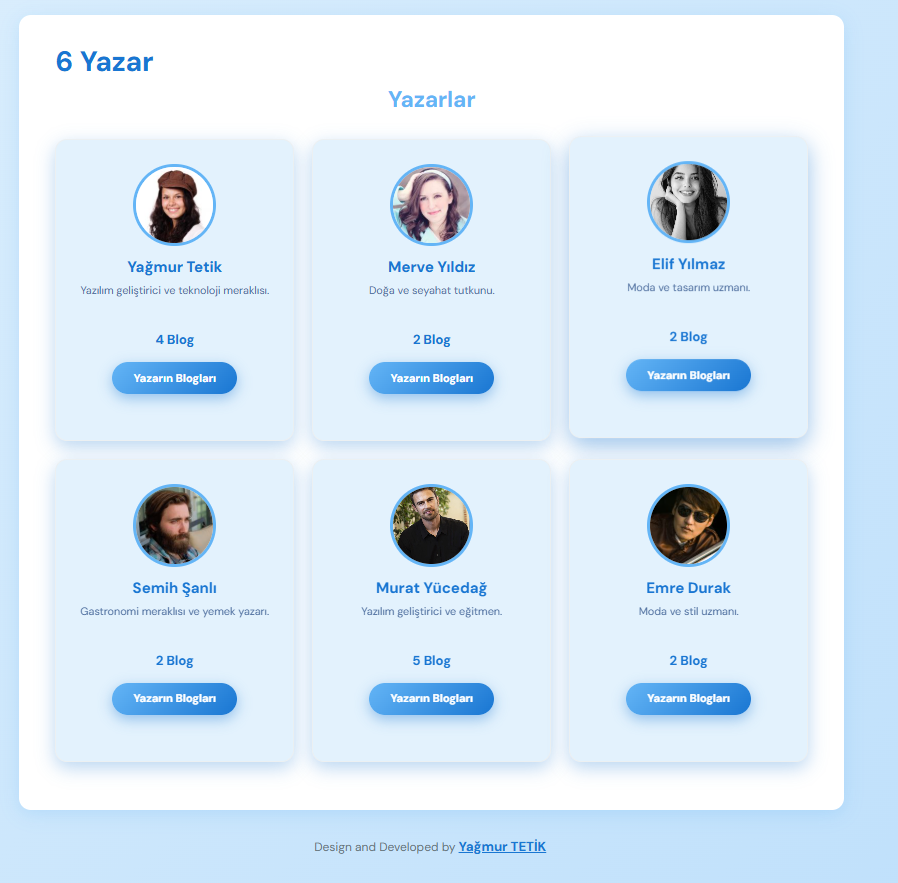 6 Yazar
Yazarlar
Yağmur Tetik
Yazılım geliştirici ve teknoloji meraklısı.
4 Blog
Yazarın Blogları
Merve Yıldız
Doğa ve seyahat tutkunu.
2 Blog
Yazarın Blogları
Elif Yılmaz
Moda ve tasarım uzmanı.
2 Blog
Yazarın Blogları
Semih Şanlı
Gastronomi meraklısı ve yemek yazarı.
2 Blog
Yazarın Blogları
Murat Yücedağ
Yazılım geliştirici ve eğitmen.
5 Blog
Yazarın Blogları
Emre Durak
Moda ve stil uzmanı.
2 Blog
Yazarın Blogları
Design and Developed by Yağmur TETİK